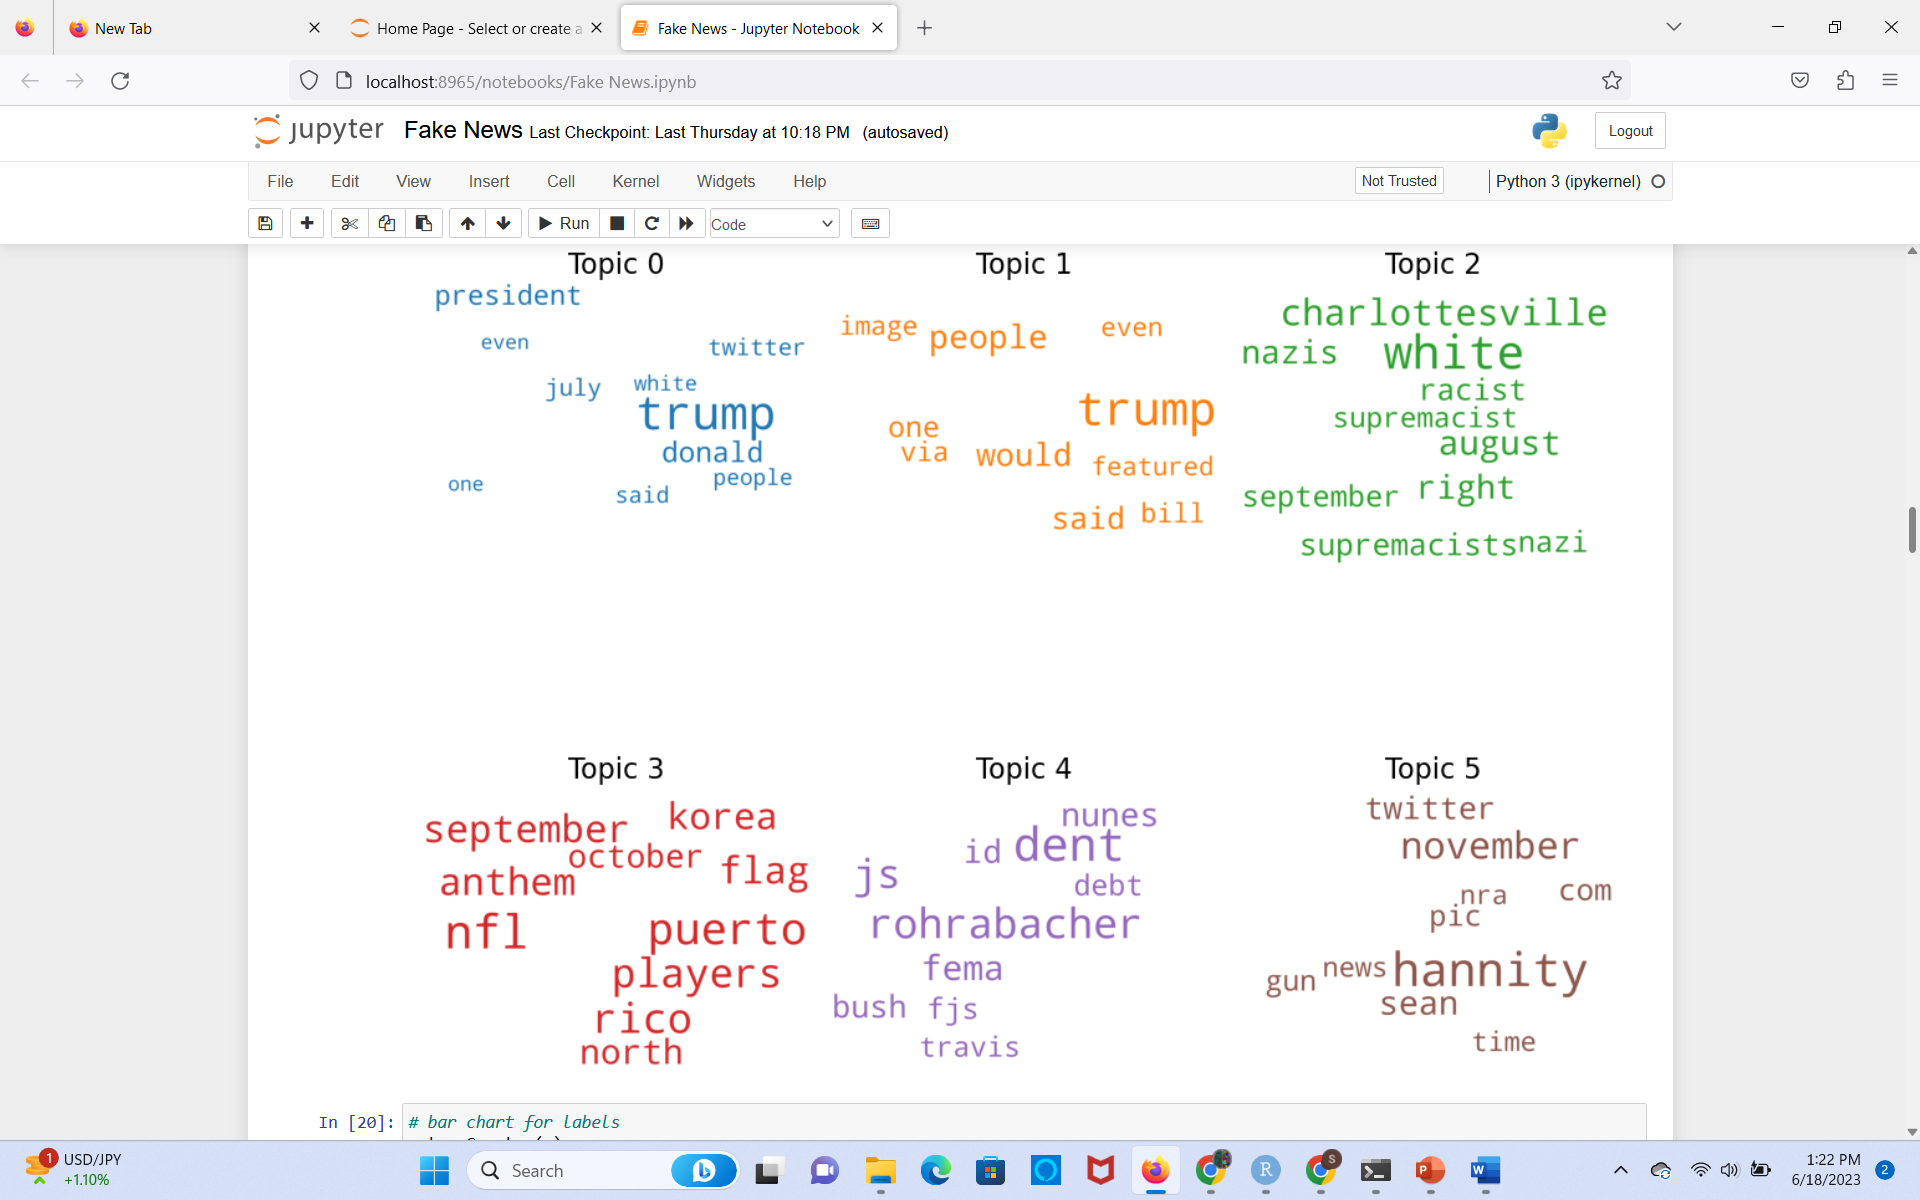 New Tab
Home Page - Select or create a
Fake News - Jupyter Notebook
localhost:8965/notebooks/Fake News.ipynb
jupyter Fake News Last Checkpoint: Last Thursday at 10:18 PM (autosaved)
Logout
File Edit View Insert Cell Kernel Widgets Help
Not Trusted
Python 3 (ipykernel)
Run
Code
Topic 0
president
even
twitter
july
white
trump
donald
people
one
said
Topic 1
image
people
even
trump
one
via
would
featured
said
bill
Topic 2
charlottesville
nazis
white
racist
supremacist
august
september
right
supremacists
nazi
Topic 3
september
korea
october
flag
anthem
nfl
puerto
players
rico
north
Topic 4
nunes
id
dent
js
debt
rohrabacher
fema
bush
fjs
travis
Topic 5
twitter
november
nra
com
pic
hannity
gun
news
sean
time
In [20]: # bar chart for labels
1
USD/JPY
+1.10%
Search
1:22 PM
6/18/2023
2